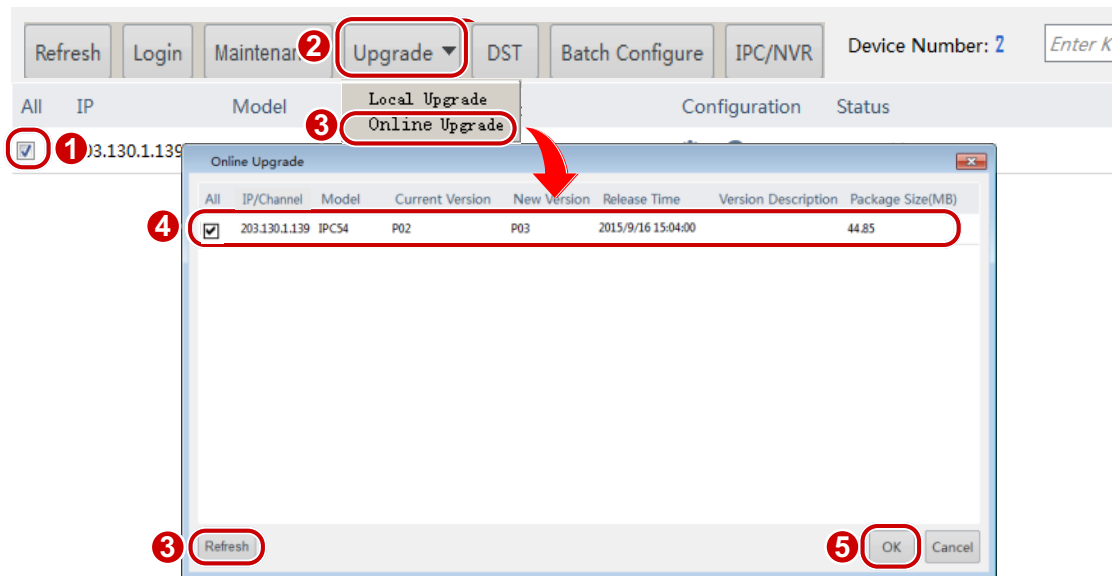 Refresh Login Maintenan 2 Upgrade DST Batch Configure IPC/NVR Device Number: 2 Enter K
All IP Model Configuration Status
Local Upgrade
3 Online Upgrade
1 03.130.1.139
Online Upgrade
All IP/Channel Model Current Version New Version Release Time Version Description Package Size(MB)
4 203.130.1.139 IPC54 P02 P03 2015/9/16 15:04:00 44.85
3 Refresh 5 OK Cancel